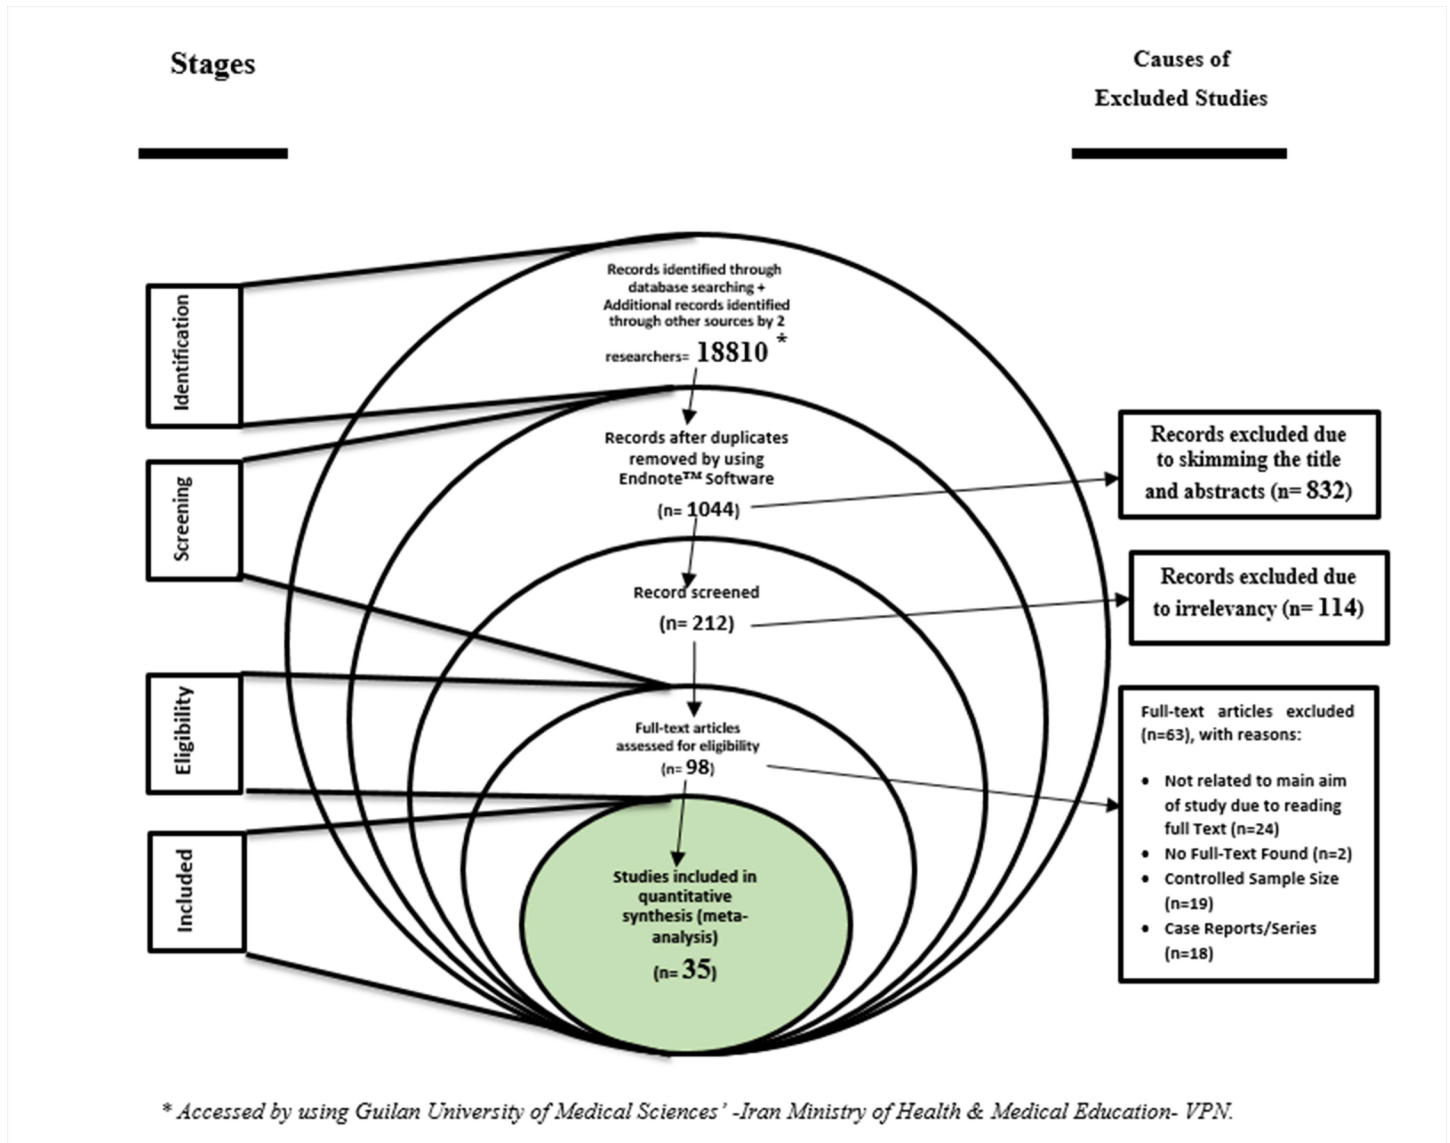 Stages
Causes of
Excluded Studies
Identification
Records identified through
database searching +
Additional records identified
through other sources by 2
researchers= 18810 *
Screening
Records after duplicates
removed by using
Endnote™ Software
(n= 1044)
Records excluded due
to skimming the title
and abstracts (n= 832)
Record screened
(n= 212)
Records excluded due
to irrelevancy (n= 114)
Eligibility
Full-text articles
assessed for eligibility
(n= 98)
Full-text articles excluded
(n=63), with reasons:
• Not related to main aim
of study due to reading
full Text (n=24)
• No Full-Text Found (n=2)
• Controlled Sample Size
(n=19)
• Case Reports/Series
(n=18)
Included
Studies included in
quantitative
synthesis (meta-
analysis)
(n= 35)
* Accessed by using Guilan University of Medical Sciences’ -Iran Ministry of Health & Medical Education- VPN.